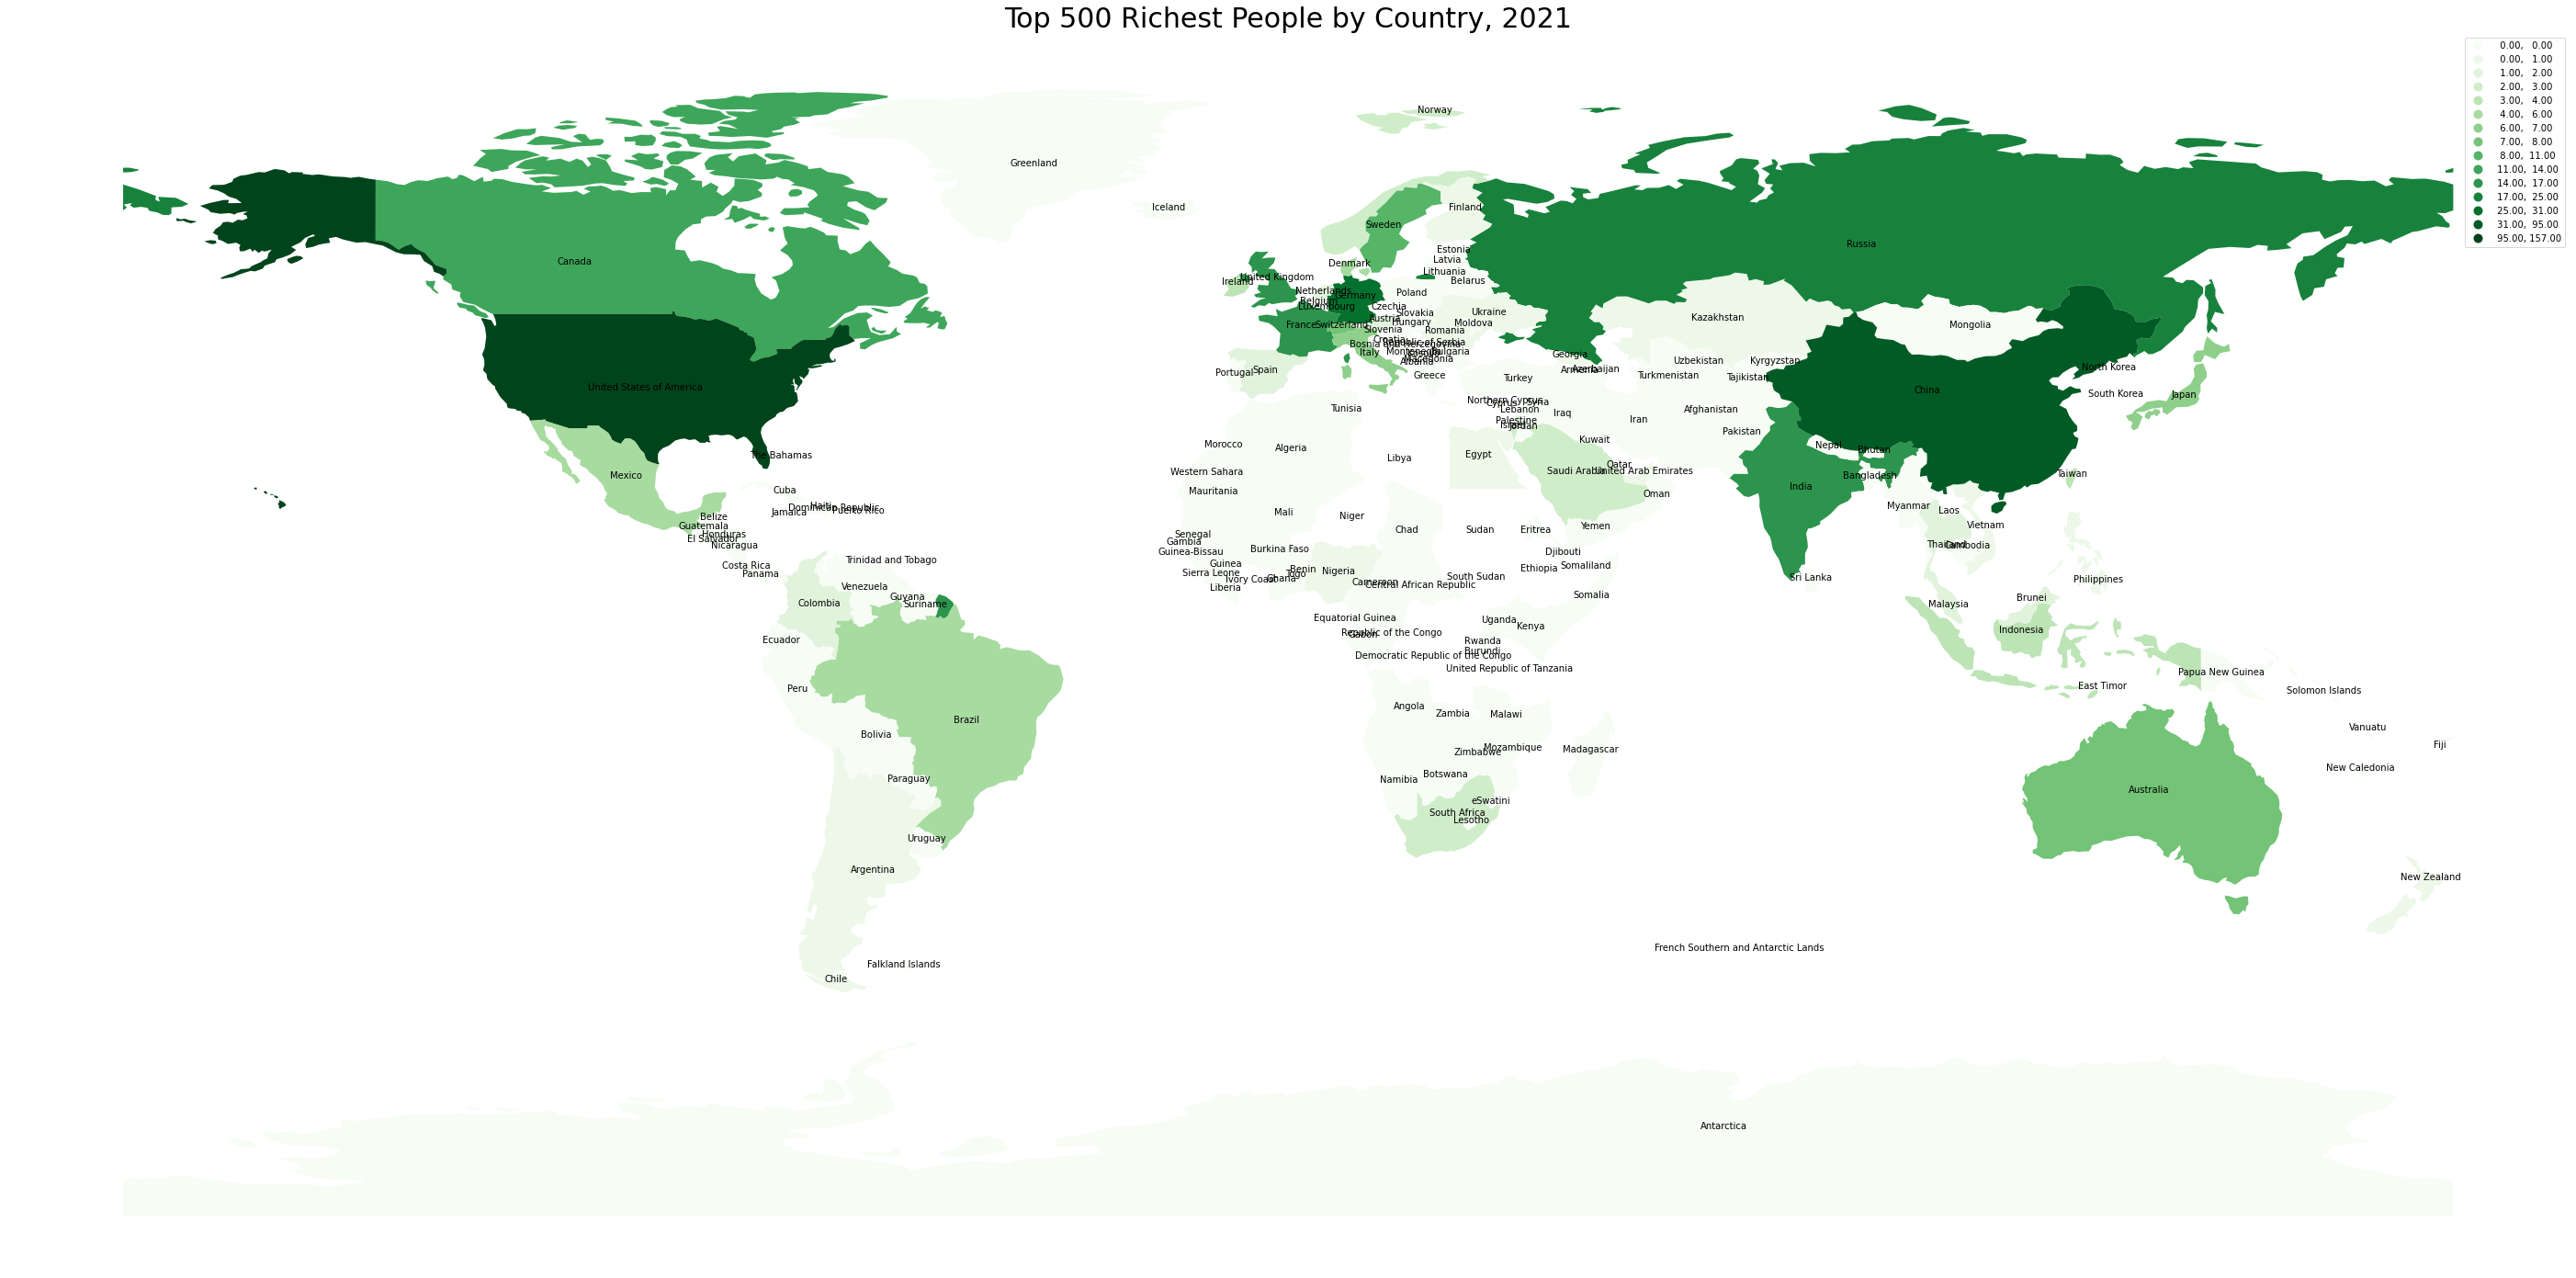 Top 500 Richest People by Country, 2021
0.00, 0.00
0.00, 1.00
1.00, 2.00
2.00, 3.00
3.00, 4.00
4.00, 6.00
6.00, 7.00
7.00, 8.00
8.00, 11.00
11.00, 14.00
14.00, 17.00
17.00, 25.00
25.00, 31.00
31.00, 95.00
95.00, 157.00
Norway
Greenland
Iceland
Finland
Sweden
Russia
Estonia
Latvia
Canada
Denmark
Lithuania
United Kingdom
Ireland
Belarus
Netherlands
Poland
Germany
Belgium
Luxembourg
Czechia
Slovakia
Ukraine
Kazakhstan
Austria
Hungary
Moldova
France
Switzerland
Mongolia
Slovenia
Romania
Croatia
Republic of Serbia
Bosnia and Herzegovina
Italy
Montenegro
Bulgaria
Kosovo
Macedonia
Albania
Georgia
Uzbekistan
Kyrgyzstan
North Korea
Armenia
Azerbaijan
Portugal
Spain
Greece
Turkey
Turkmenistan
Tajikistan
United States of America
China
South Korea
Japan
Northern Cyprus
Cyprus
Syria
Tunisia
Lebanon
Iraq
Afghanistan
Iran
Palestine
Israel
Jordan
Pakistan
Kuwait
Morocco
Algeria
Nepal
Bhutan
The Bahamas
Libya
Egypt
Qatar
Western Sahara
Saudi Arabia
United Arab Emirates
Mexico
Bangladesh
Taiwan
India
Cuba
Mauritania
Oman
Haiti
Dominican Republic
Puerto Rico
Jamaica
Myanmar
Laos
Belize
Mali
Niger
Guatemala
Chad
Sudan
Eritrea
Yemen
Vietnam
Honduras
El Salvador
Senegal
Nicaragua
Gambia
Thailand
Cambodia
Guinea-Bissau
Burkina Faso
Djibouti
Trinidad and Tobago
Costa Rica
Guinea
Panama
Sierra Leone
Benin
Nigeria
Togo
Ghana
Ivory Coast
Ethiopia
Somaliland
South Sudan
Sri Lanka
Philippines
Cameroon
Central African Republic
Venezuela
Liberia
Somalia
Guyana
Suriname
Colombia
Brunei
Malaysia
Equatorial Guinea
Uganda
Kenya
Indonesia
Republic of the Congo
Gabon
Ecuador
Rwanda
Burundi
Democratic Republic of the Congo
United Republic of Tanzania
Papua New Guinea
Peru
East Timor
Solomon Islands
Angola
Zambia
Malawi
Brazil
Vanuatu
Bolivia
Mozambique
Zimbabwe
Madagascar
Fiji
New Caledonia
Botswana
Namibia
Paraguay
Australia
eSwatini
South Africa
Lesotho
Uruguay
Argentina
New Zealand
French Southern and Antarctic Lands
Falkland Islands
Chile
Antarctica